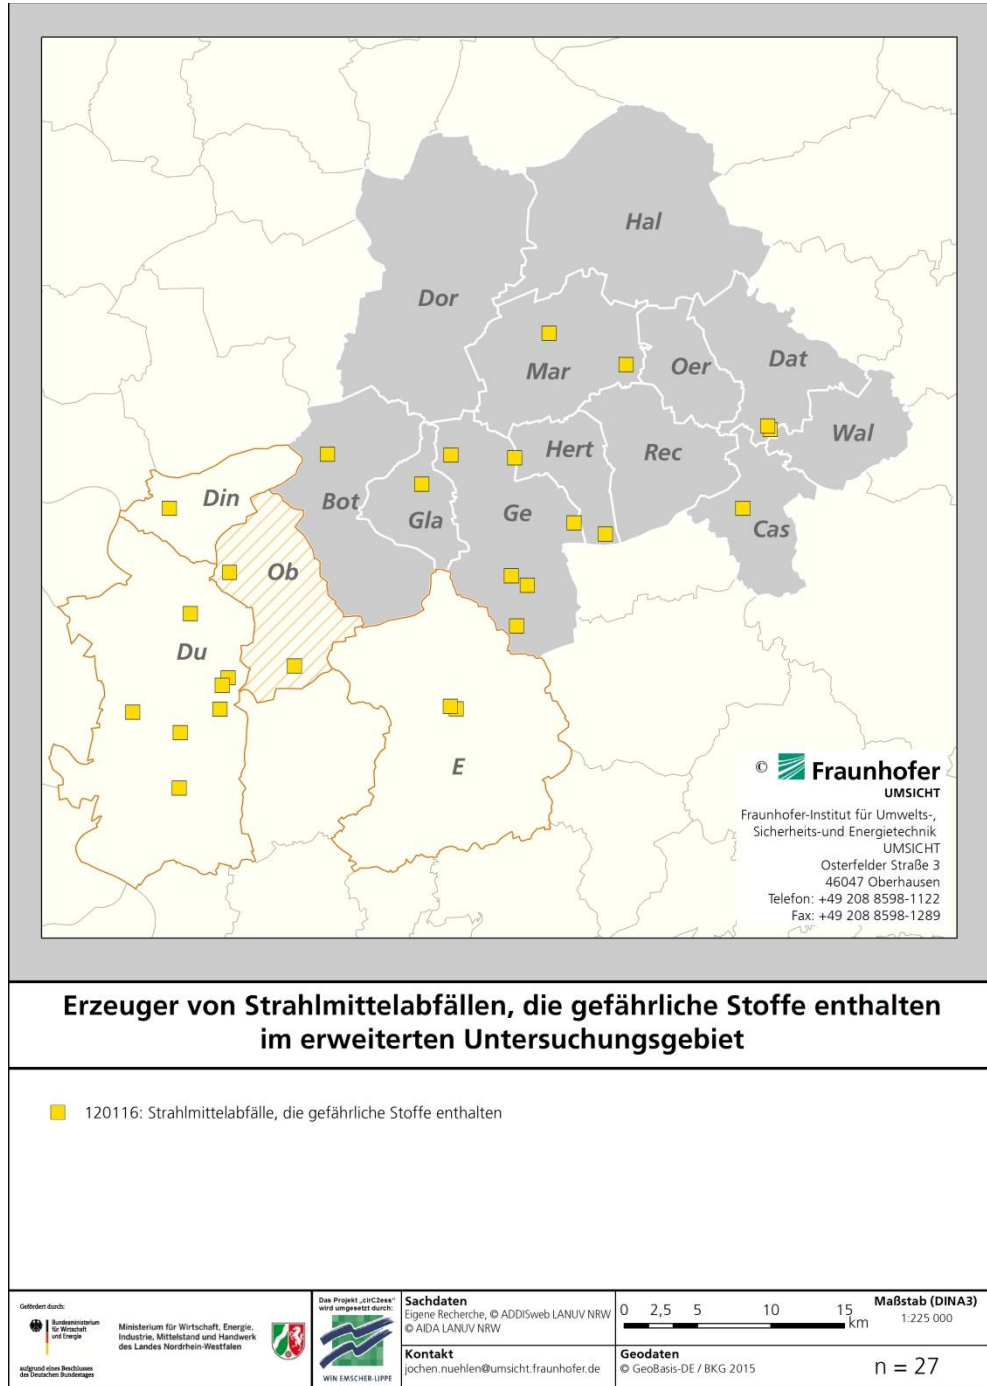 Hal
Dor
Mar
Oer
Dat
Wal
Hert
Rec
Din
Bot
Gla
Ge
Cas
Ob
Du
E
© Fraunhofer
UMSICHT
Fraunhofer-Institut für Umwelts-,
Sicherheits-und Energietechnik
UMSICHT
Osterfelder Straße 3
46047 Oberhausen
Telefon: +49 208 8598-1122
Fax: +49 208 8598-1289
Erzeuger von Strahlmittelabfällen, die gefährliche Stoffe enthalten
im erweiterten Untersuchungsgebiet
120116: Strahlmittelabfälle, die gefährliche Stoffe enthalten
Gefördert durch:
Bundesministerium
für Wirtschaft
und Energie
aufgrund eines Beschlusses
des Deutschen Bundestages
Ministerium für Wirtschaft, Energie,
Industrie, Mittelstand und Handwerk
des Landes Nordrhein-Westfalen
Das Projekt „cirC2ess"
wird umgesetzt durch:
WiN EMSCHER-LIPPE
Sachdaten
Eigene Recherche, © ADDISweb LANUV NRW
© AIDA LANUV NRW
Kontakt
jochen.nuehlen@umsicht.fraunhofer.de
0 2,5 5 10 15
km
Maßstab (DINA3)
1:225 000
Geodaten
© GeoBasis-DE / BKG 2015
n = 27